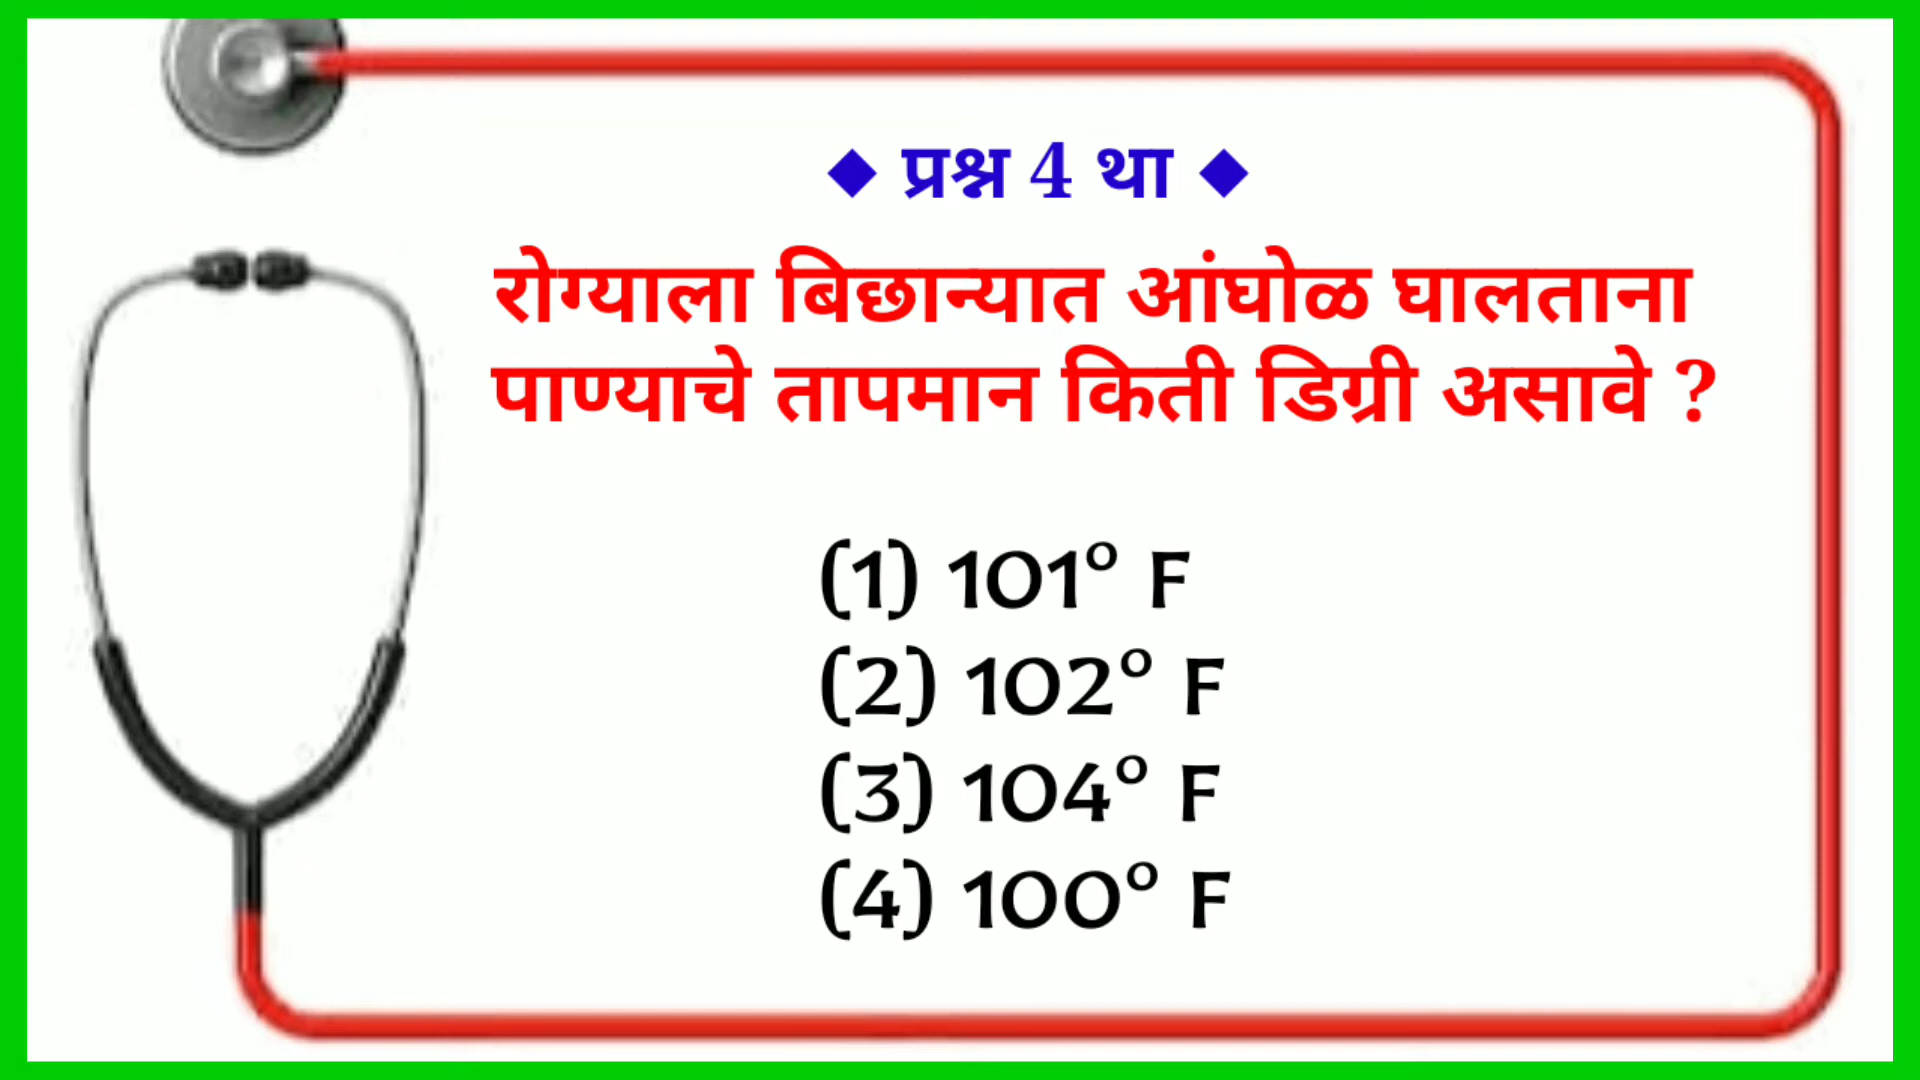 ◆ प्रश्न 4 था ◆
रोग्याला बिछान्यात आंघोळ घालताना
पाण्याचे तापमान किती डिग्री असावे ?
(1) 101° F
(2) 102° F
(3) 104° F
(4) 100° F